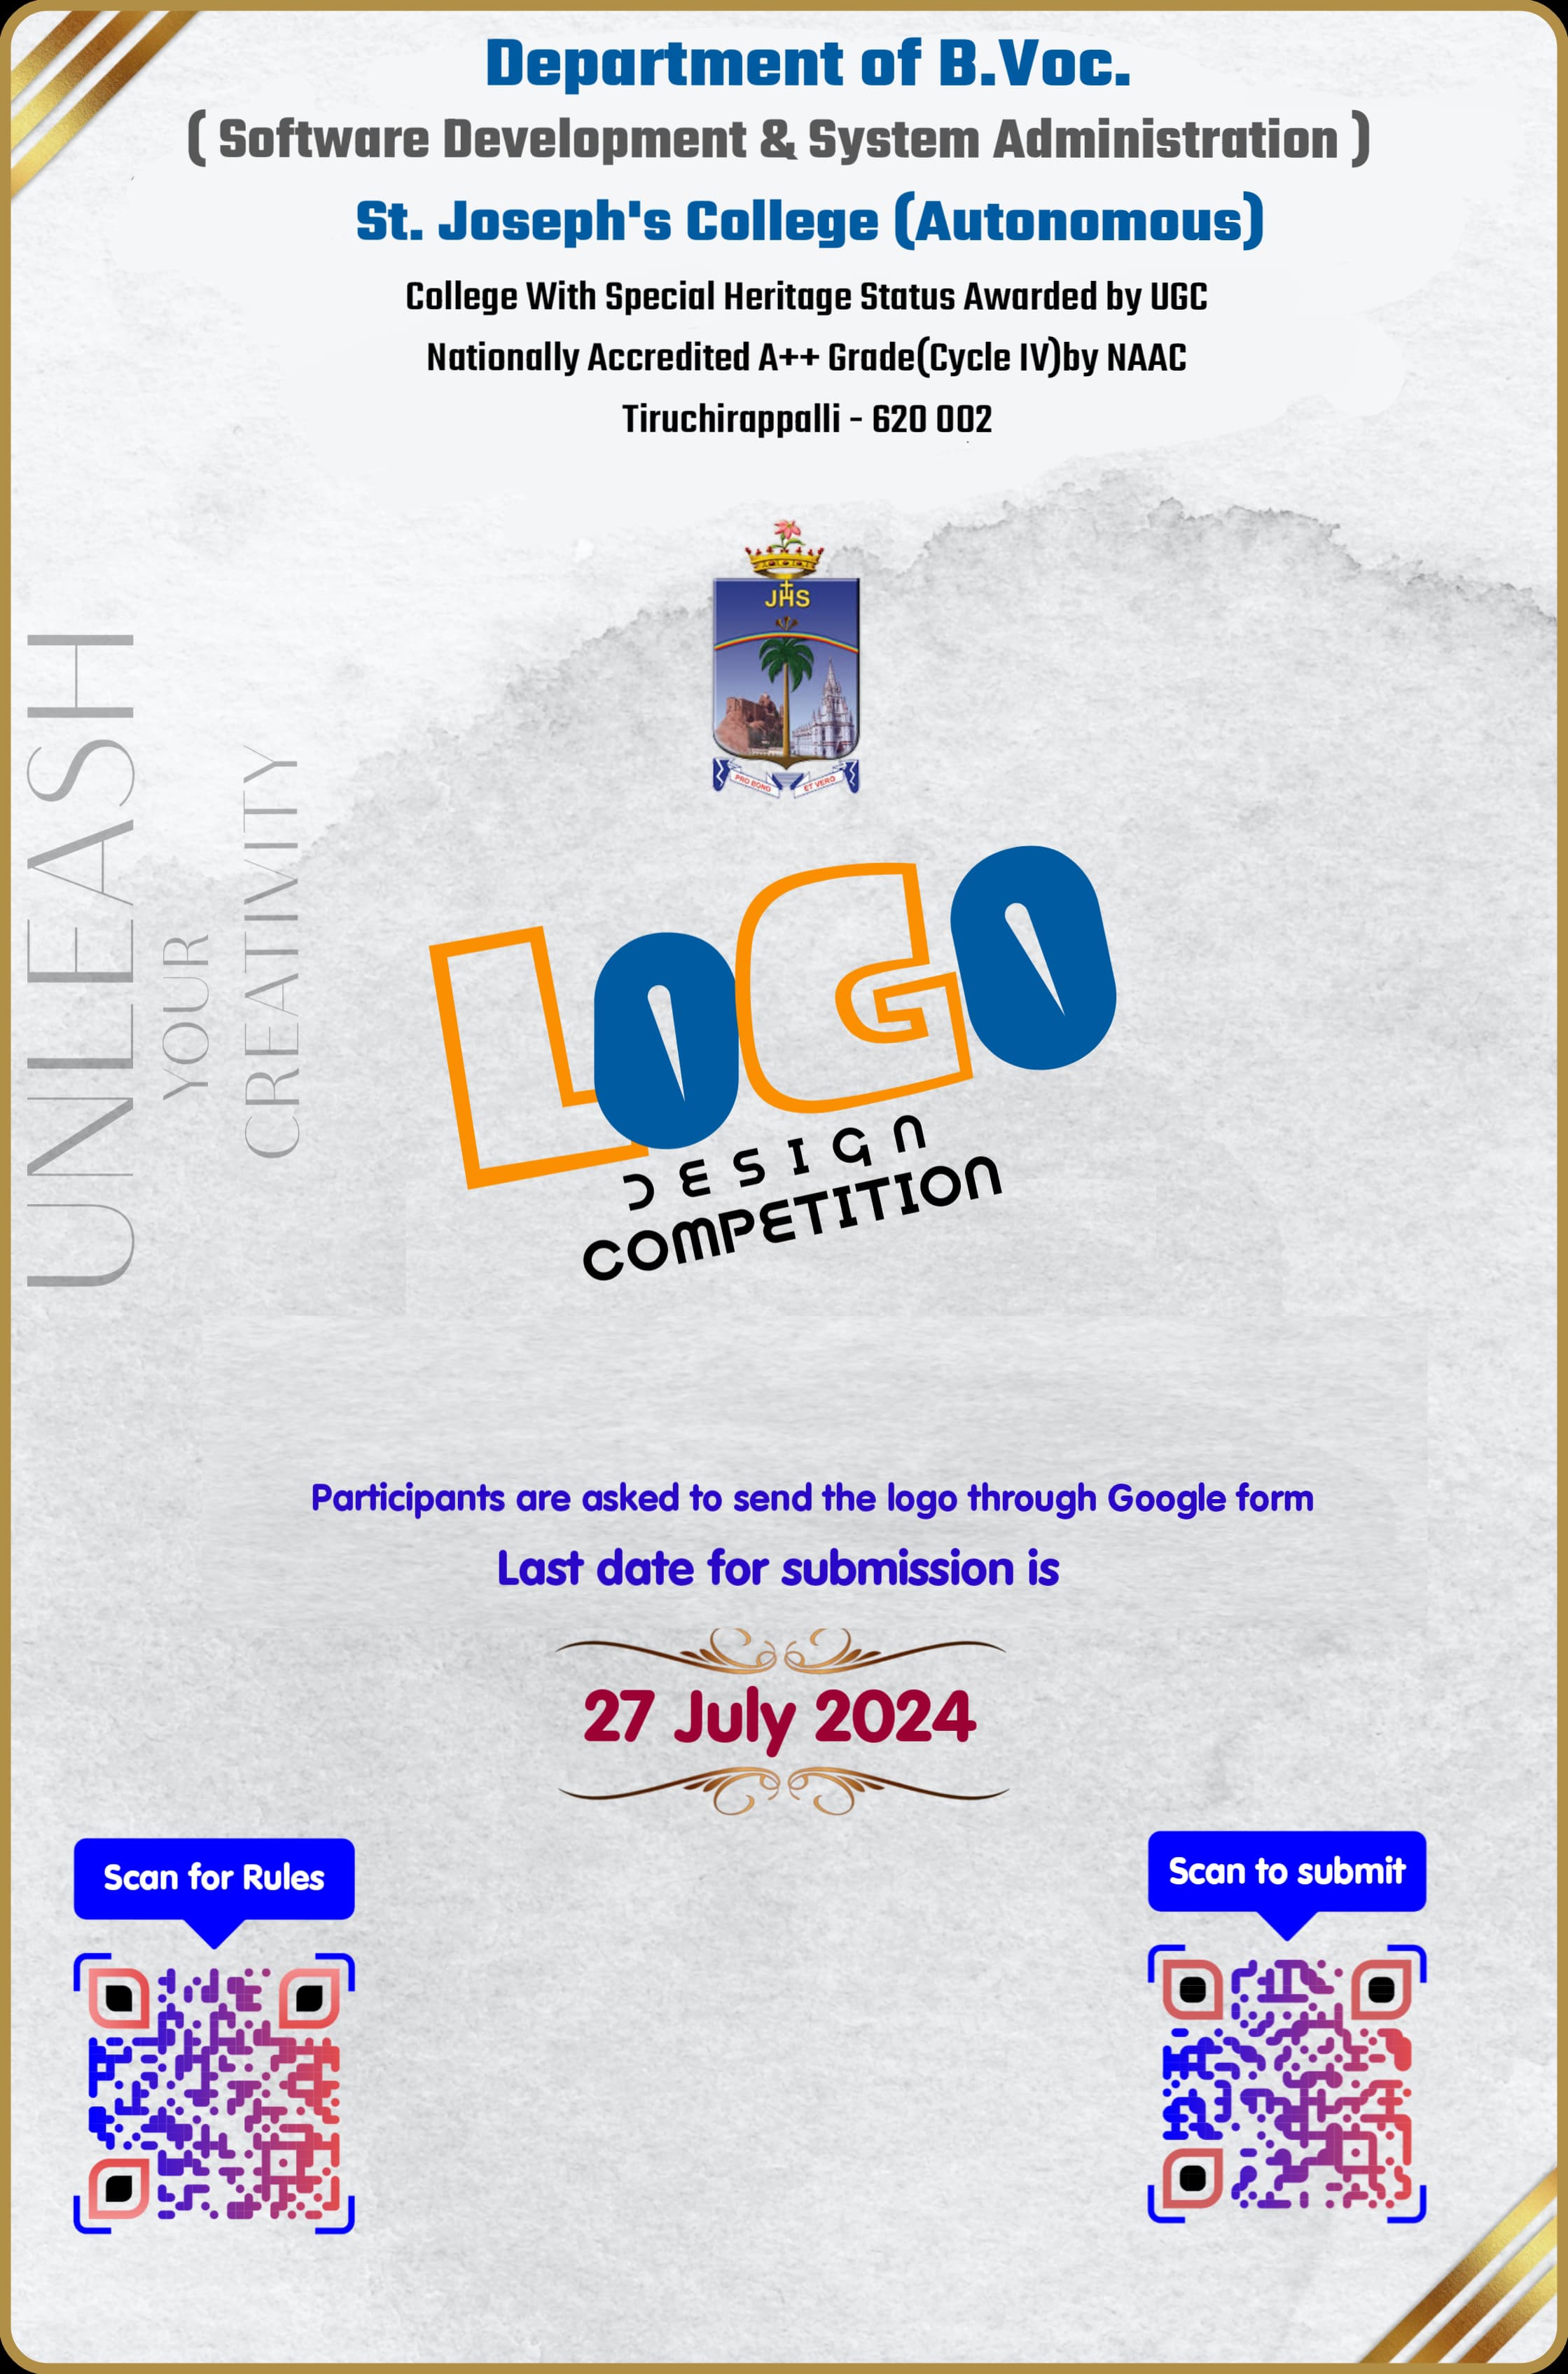 Department of B.Voc.
( Software Development & System Administration )
St. Joseph's College (Autonomous)
College With Special Heritage Status Awarded by UGC
Nationally Accredited A++ Grade(Cycle IV)by NAAC
Tiruchirappalli - 620 002
JHS
PRO BONO ET VERO
UNLEASH
YOUR
CREATIVITY
LOGO
DESIGN
COMPETITION
Participants are asked to send the logo through Google form
Last date for submission is
27 July 2024
Scan for Rules
Scan to submit